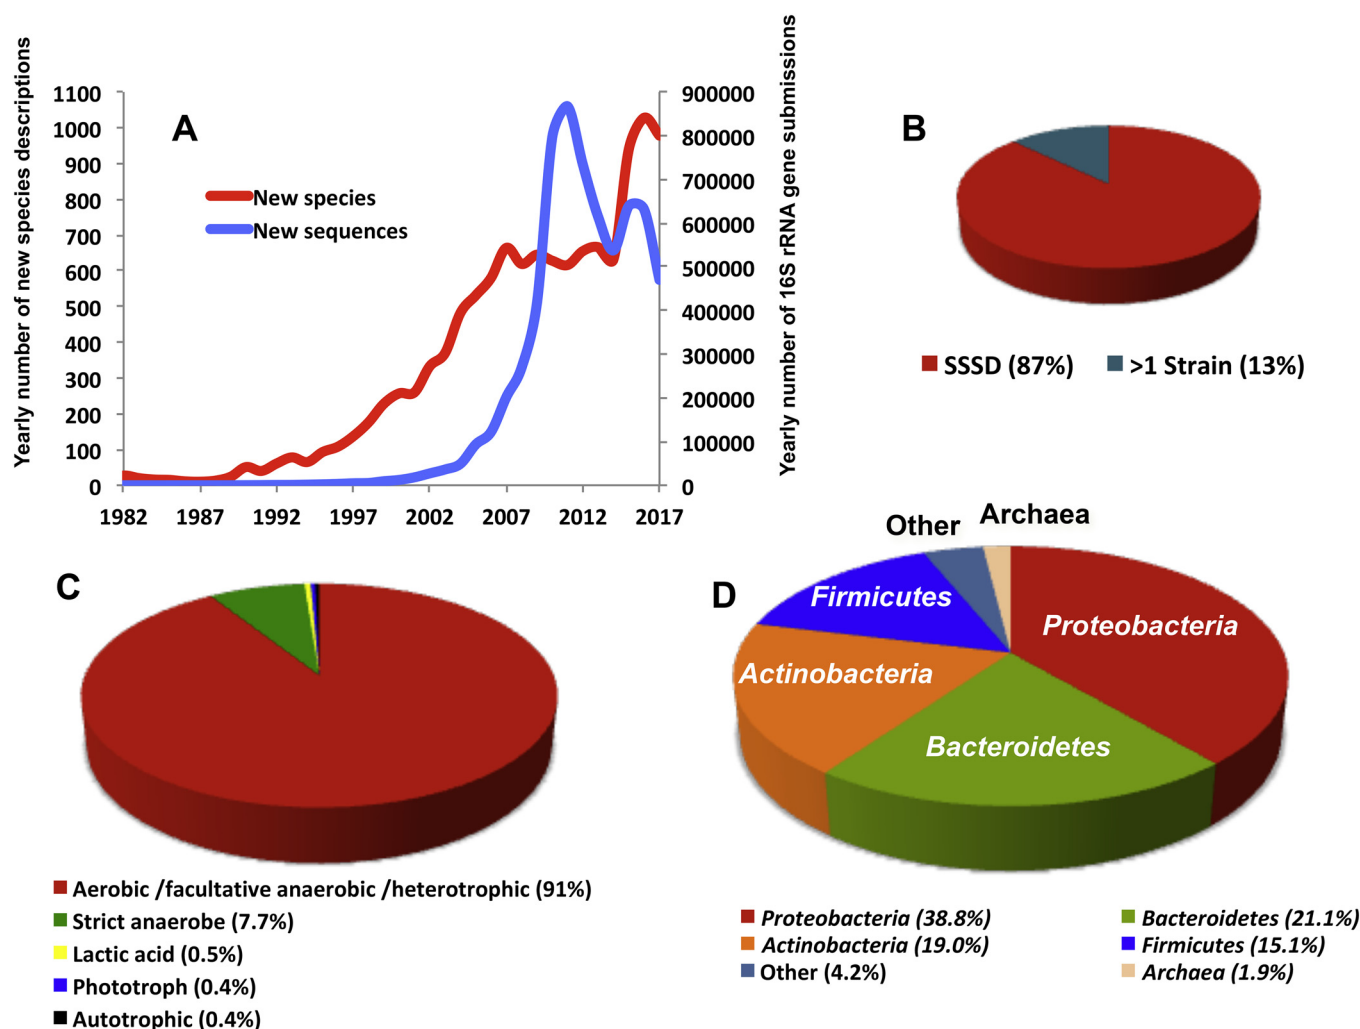 A
Yearly number of new species descriptions
1100
1000
900
800
700
600
500
400
300
200
100
0
New species
New sequences
900000
800000
700000
600000
500000
400000
300000
200000
100000
0
Yearly number of 16S rRNA gene submissions
1982 1987 1992 1997 2002 2007 2012 2017
B
SSSD (87%) >1 Strain (13%)
C
Aerobic /facultative anaerobic /heterotrophic (91%)
Strict anaerobe (7.7%)
Lactic acid (0.5%)
Phototroph (0.4%)
Autotrophic (0.4%)
D
Other
Archaea
Firmicutes
Proteobacteria
Actinobacteria
Bacteroidetes
Proteobacteria (38.8%) Bacteroidetes (21.1%)
Actinobacteria (19.0%) Firmicutes (15.1%)
Other (4.2%) Archaea (1.9%)